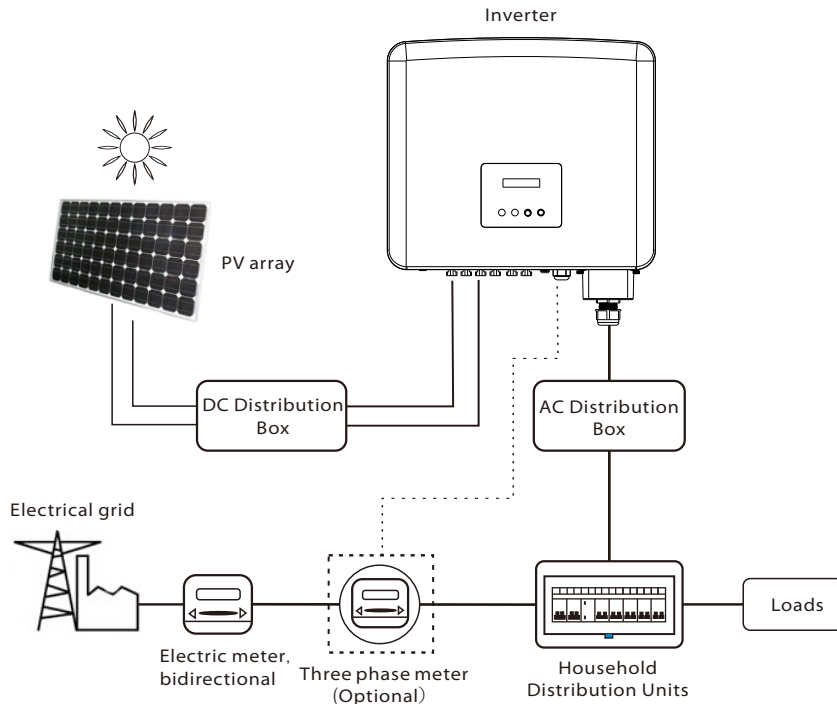 Inverter
PV array
DC Distribution
Box
AC Distribution
Box
Electrical grid
Loads
Electric meter,
bidirectional
Three phase meter
(Optional）
Household
Distribution Units